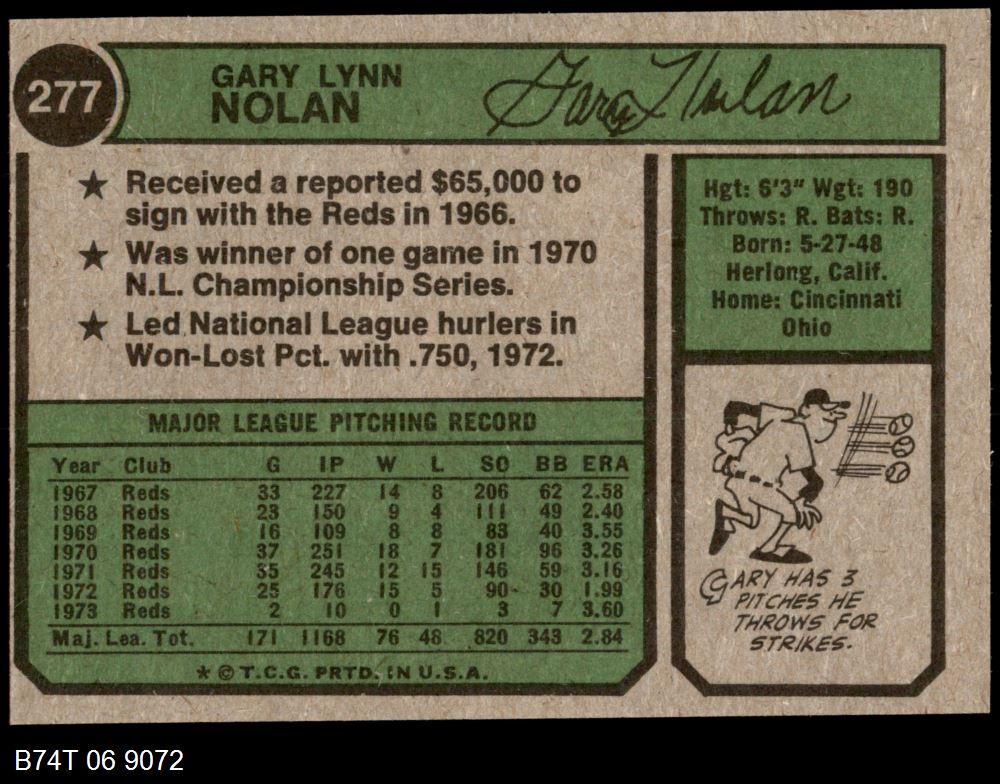 277
GARY LYNN
NOLAN
Gary Nolan
★ Received a reported $65,000 to
sign with the Reds in 1966.
★ Was winner of one game in 1970
N.L. Championship Series.
★ Led National League hurlers in
Won-Lost Pct. with .750, 1972.
Hgt: 6'3" Wgt: 190
Throws: R. Bats: R.
Born: 5-27-48
Herlong, Calif.
Home: Cincinnati
Ohio
MAJOR LEAGUE PITCHING RECORD
Year Club G IP W L SO BB ERA
1967 Reds 33 227 14 8 206 62 2.58
1968 Reds 23 150 9 4 111 49 2.40
1969 Reds 16 109 8 8 83 40 3.55
1970 Reds 37 251 18 7 181 96 3.26
1971 Reds 35 245 12 15 146 59 3.16
1972 Reds 25 176 15 5 90 30 1.99
1973 Reds 2 10 0 1 3 7 3.60
Maj. Lea. Tot. 171 1168 76 48 820 343 2.84
* © T.C.G. PRTD. IN U.S.A.
GARY HAS 3
PITCHES HE
THROWS FOR
STRIKES.
B74T 06 9072